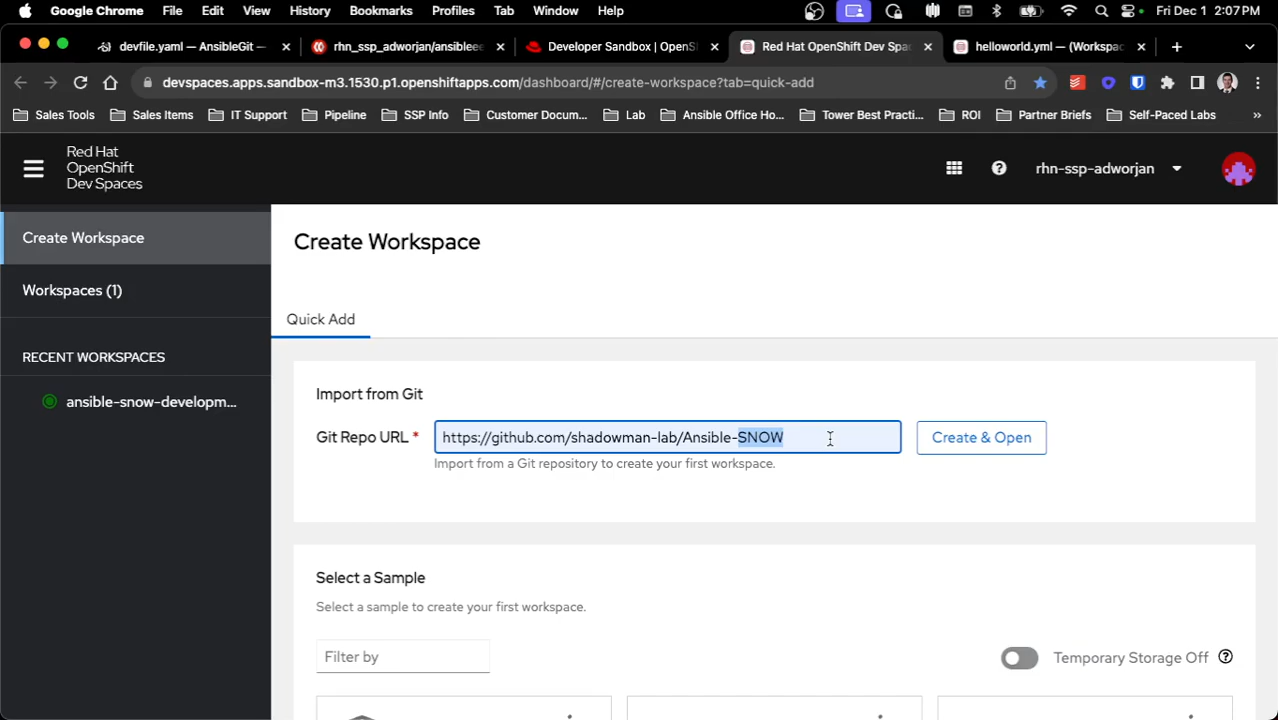 Google Chrome File Edit View History Bookmarks Profiles Tab Window Help Fri Dec 1 2:07 PM
devfile.yaml — AnsibleGit — rhn_ssp_adworjan/ansibleee Developer Sandbox | OpenS Red Hat OpenShift Dev Spa helloworld.yml — (Workspac
devspaces.apps.sandbox-m3.1530.p1.openshiftapps.com/dashboard/#/create-workspace?tab=quick-add
Sales Tools Sales Items IT Support Pipeline SSP Info Customer Docum... Lab Ansible Office Ho... Tower Best Practi... ROI Partner Briefs Self-Paced Labs »
Red Hat
OpenShift
Dev Spaces
rhn-ssp-adworjan
Create Workspace
Workspaces (1)
RECENT WORKSPACES
ansible-snow-developm...
Create Workspace
Quick Add
Import from Git
Git Repo URL * https://github.com/shadowman-lab/Ansible-SNOW Create & Open
Import from a Git repository to create your first workspace.
Select a Sample
Select a sample to create your first workspace.
Filter by Temporary Storage Off